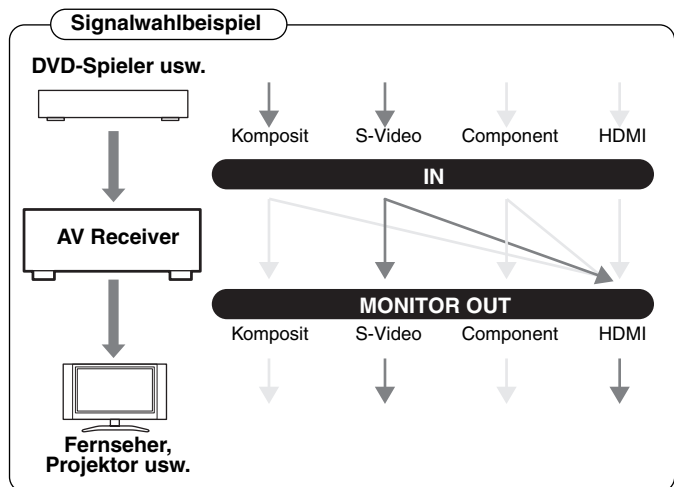 Signalwahlbeispiel
DVD-Spieler usw.
Komposit S-Video Component HDMI
IN
AV Receiver
MONITOR OUT
Komposit S-Video Component HDMI
Fernseher,
Projektor usw.